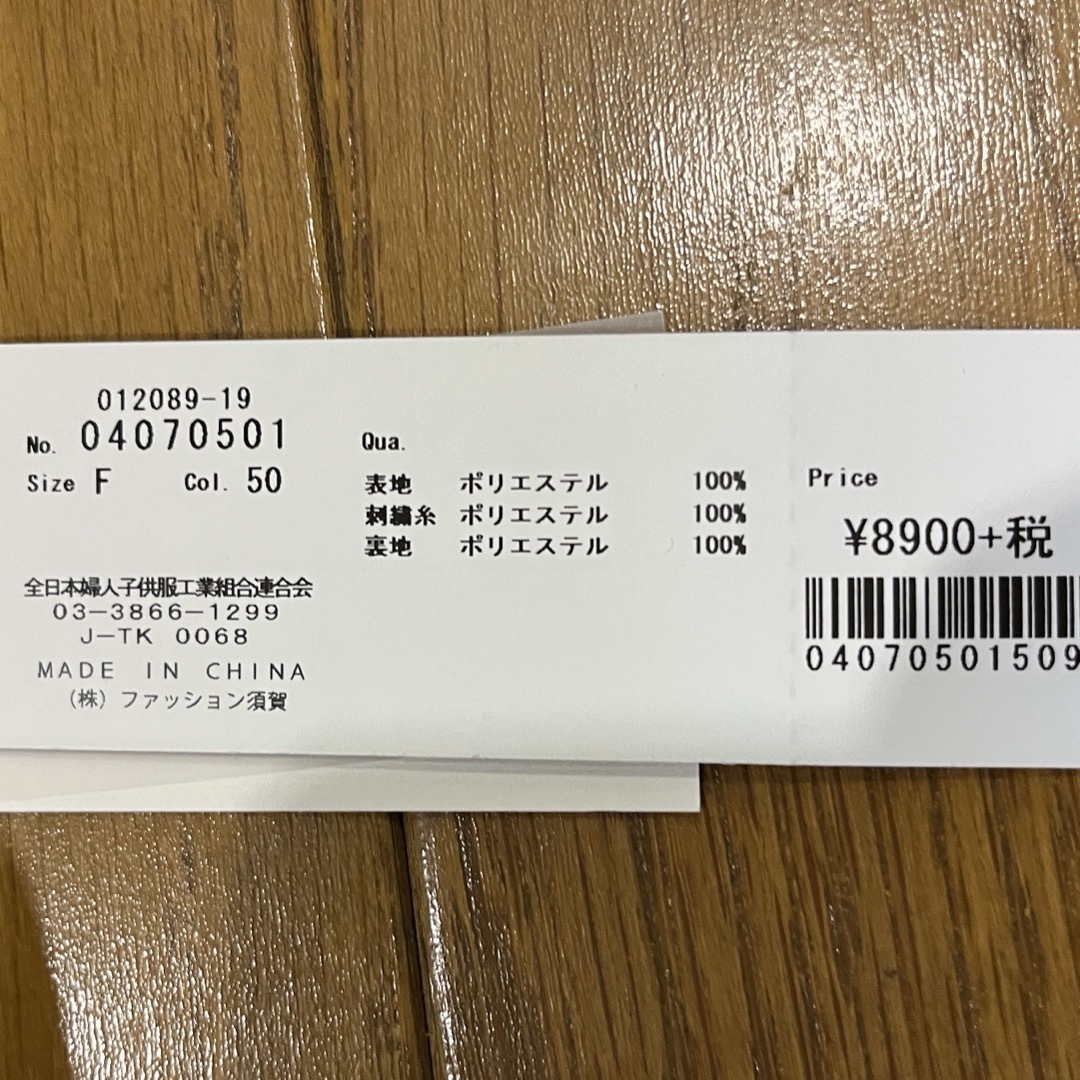 012089-19
No. 04070501
Size F Col. 50
全日本婦人子供服工業組合連合会
03-3866-1299
J-TK 0068
MADE IN CHINA
(株)ファッション須賀
Qua.
表地 ポリエステル 100%
刺繍糸 ポリエステル 100%
裏地 ポリエステル 100%
Price
¥8900+税
04070501509